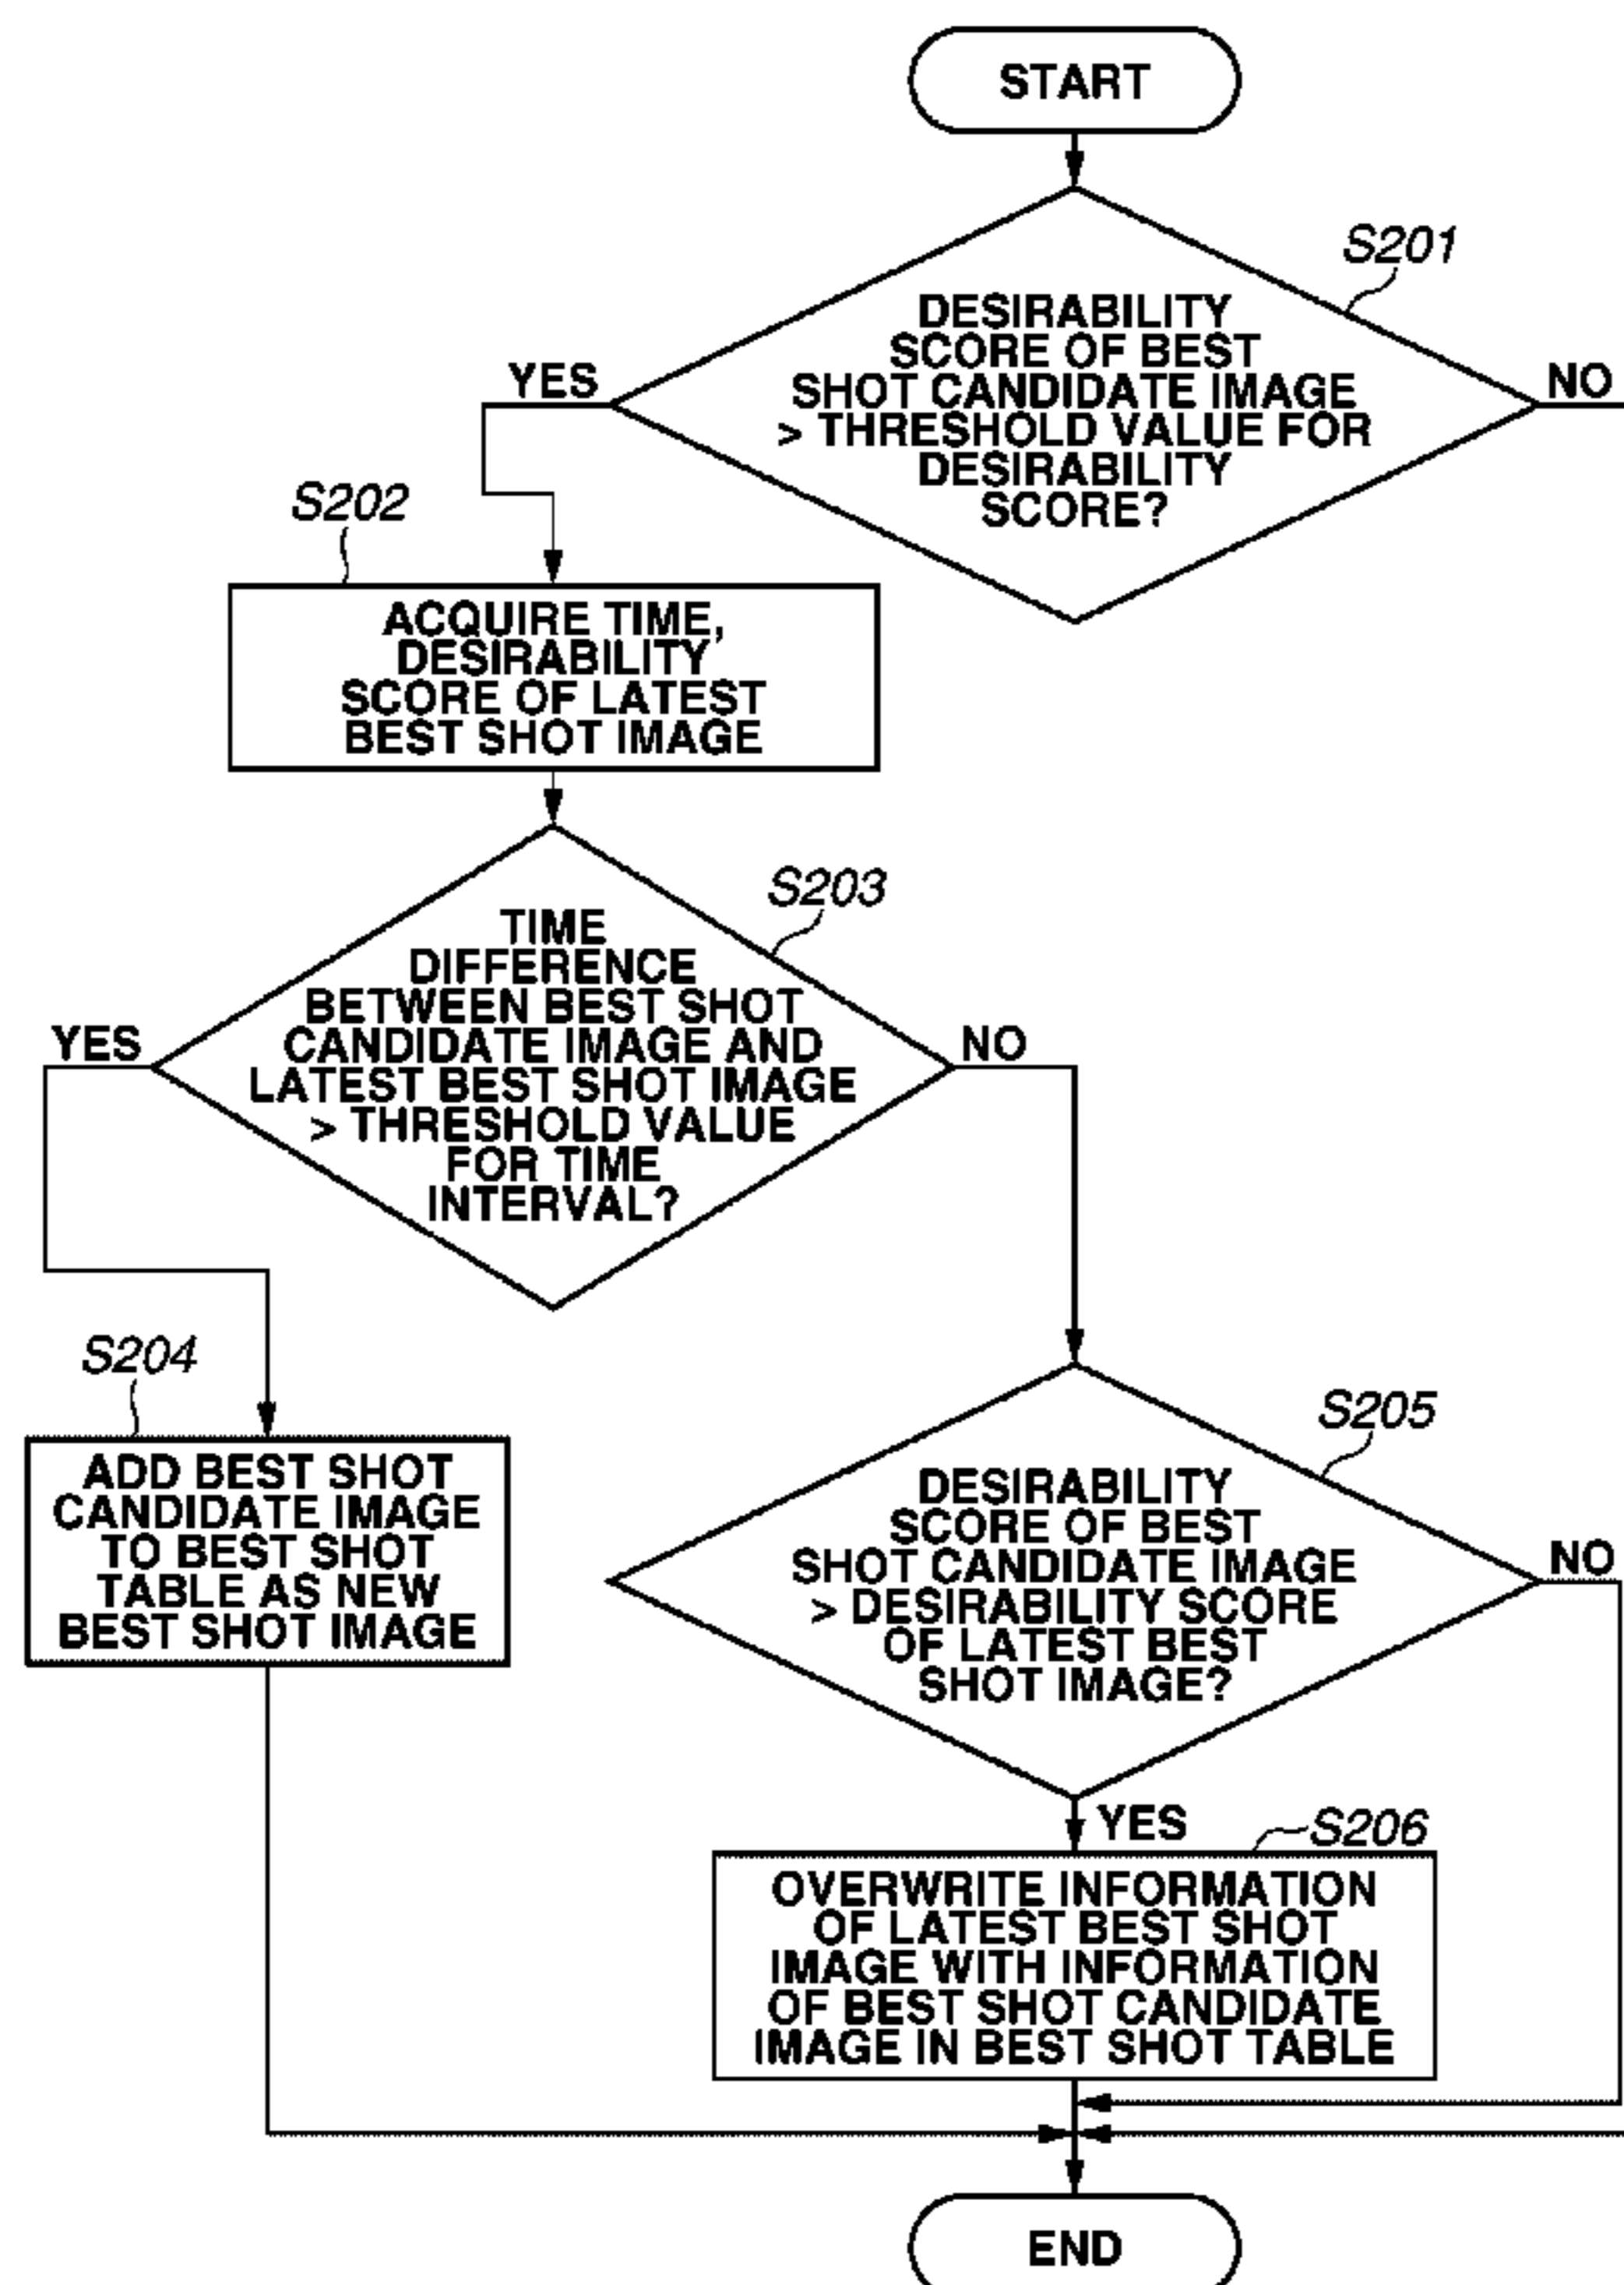 START
S201
DESIRABILITY
SCORE OF BEST
SHOT CANDIDATE IMAGE
> THRESHOLD VALUE FOR
DESIRABILITY
SCORE?
YES
NO
S202
ACQUIRE TIME,
DESIRABILITY
SCORE OF LATEST
BEST SHOT IMAGE
S203
TIME
DIFFERENCE
BETWEEN BEST SHOT
CANDIDATE IMAGE AND
LATEST BEST SHOT IMAGE
> THRESHOLD VALUE
FOR TIME
INTERVAL?
YES
NO
S204
ADD BEST SHOT
CANDIDATE IMAGE
TO BEST SHOT
TABLE AS NEW
BEST SHOT IMAGE
S205
DESIRABILITY
SCORE OF BEST
SHOT CANDIDATE IMAGE
> DESIRABILITY SCORE
OF LATEST BEST
SHOT IMAGE?
NO
YES
S206
OVERWRITE INFORMATION
OF LATEST BEST SHOT
IMAGE WITH INFORMATION
OF BEST SHOT CANDIDATE
IMAGE IN BEST SHOT TABLE
END